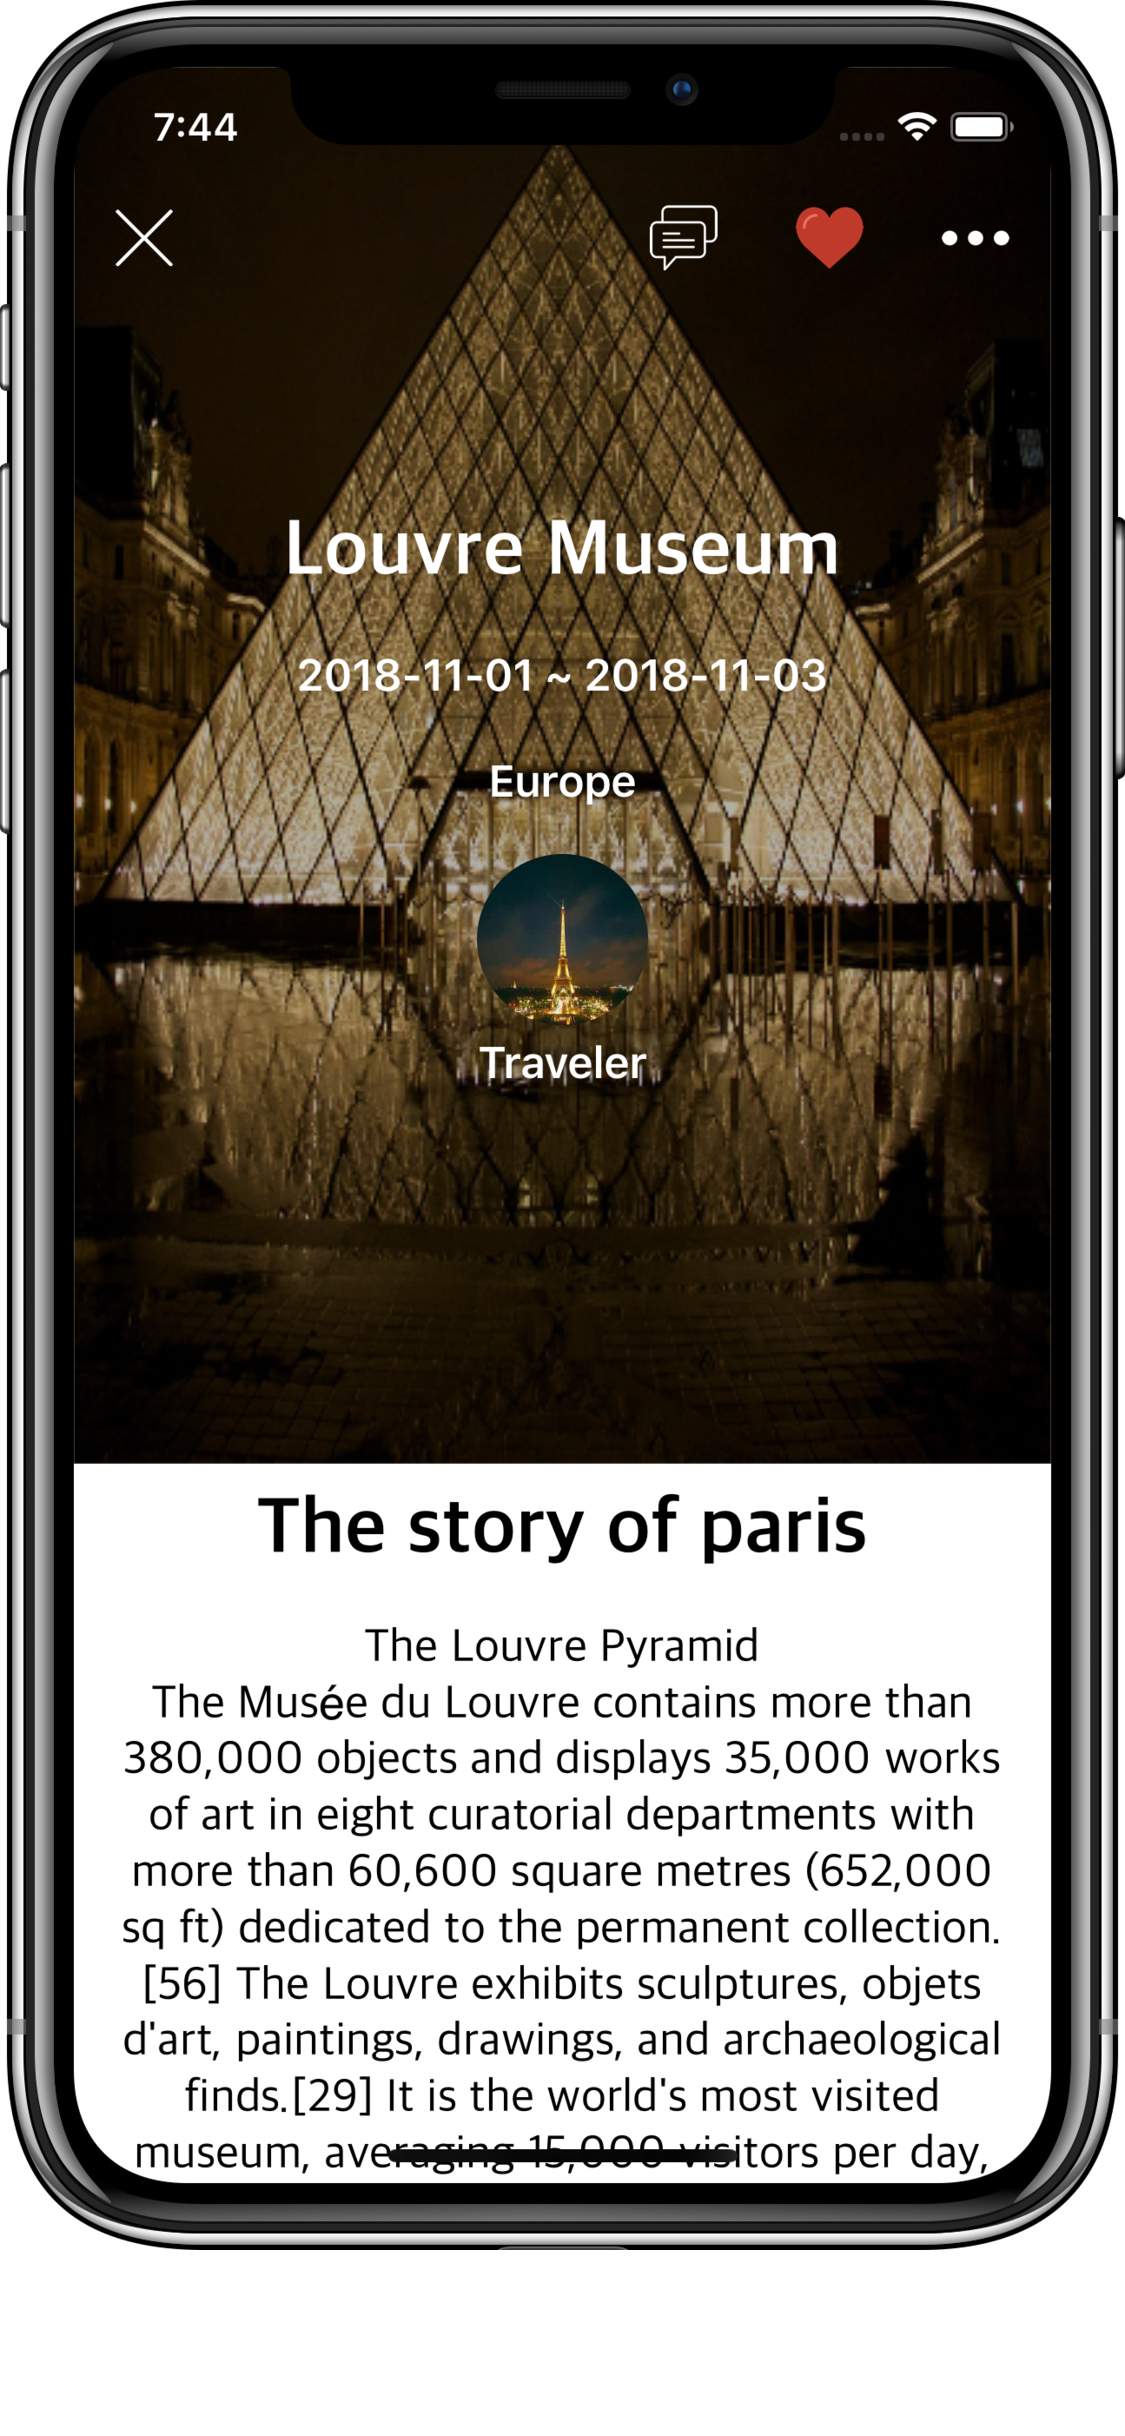 7:44
Louvre Museum
2018-11-01 ~ 2018-11-03
Europe
Traveler
The story of paris
The Louvre Pyramid
The Musée du Louvre contains more than
380,000 objects and displays 35,000 works
of art in eight curatorial departments with
more than 60,600 square metres (652,000
sq ft) dedicated to the permanent collection.
[56] The Louvre exhibits sculptures, objets
d'art, paintings, drawings, and archaeological
finds.[29] It is the world's most visited
museum, averaging 15,000 visitors per day,